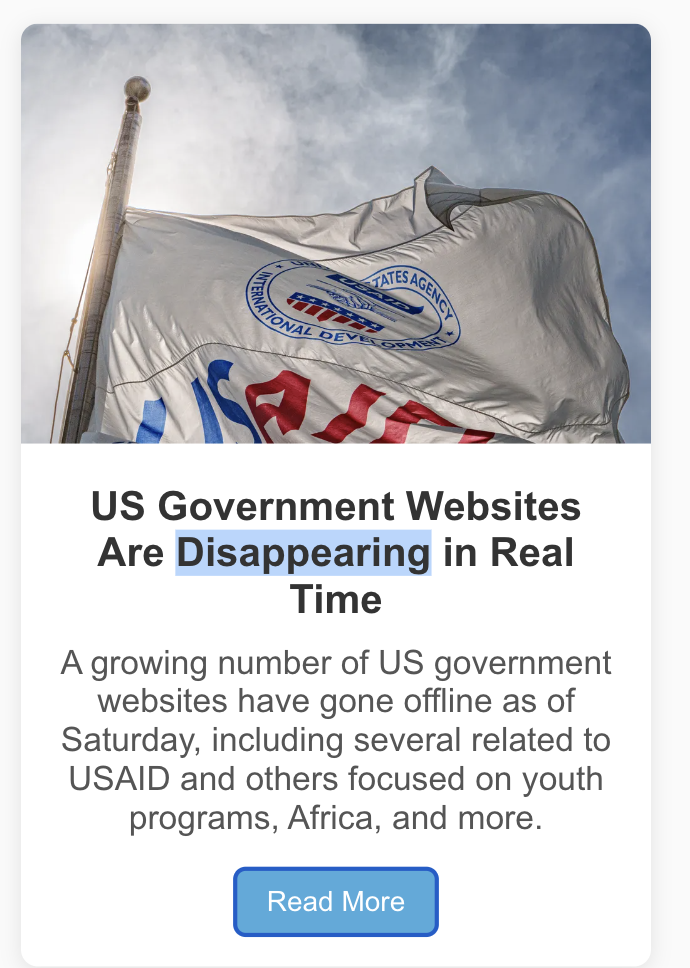 UNITED STATES AGENCY
INTERNATIONAL DEVELOPMENT
USAID
USAID
US Government Websites
Are Disappearing in Real
Time
A growing number of US government
websites have gone offline as of
Saturday, including several related to
USAID and others focused on youth
programs, Africa, and more.
Read More